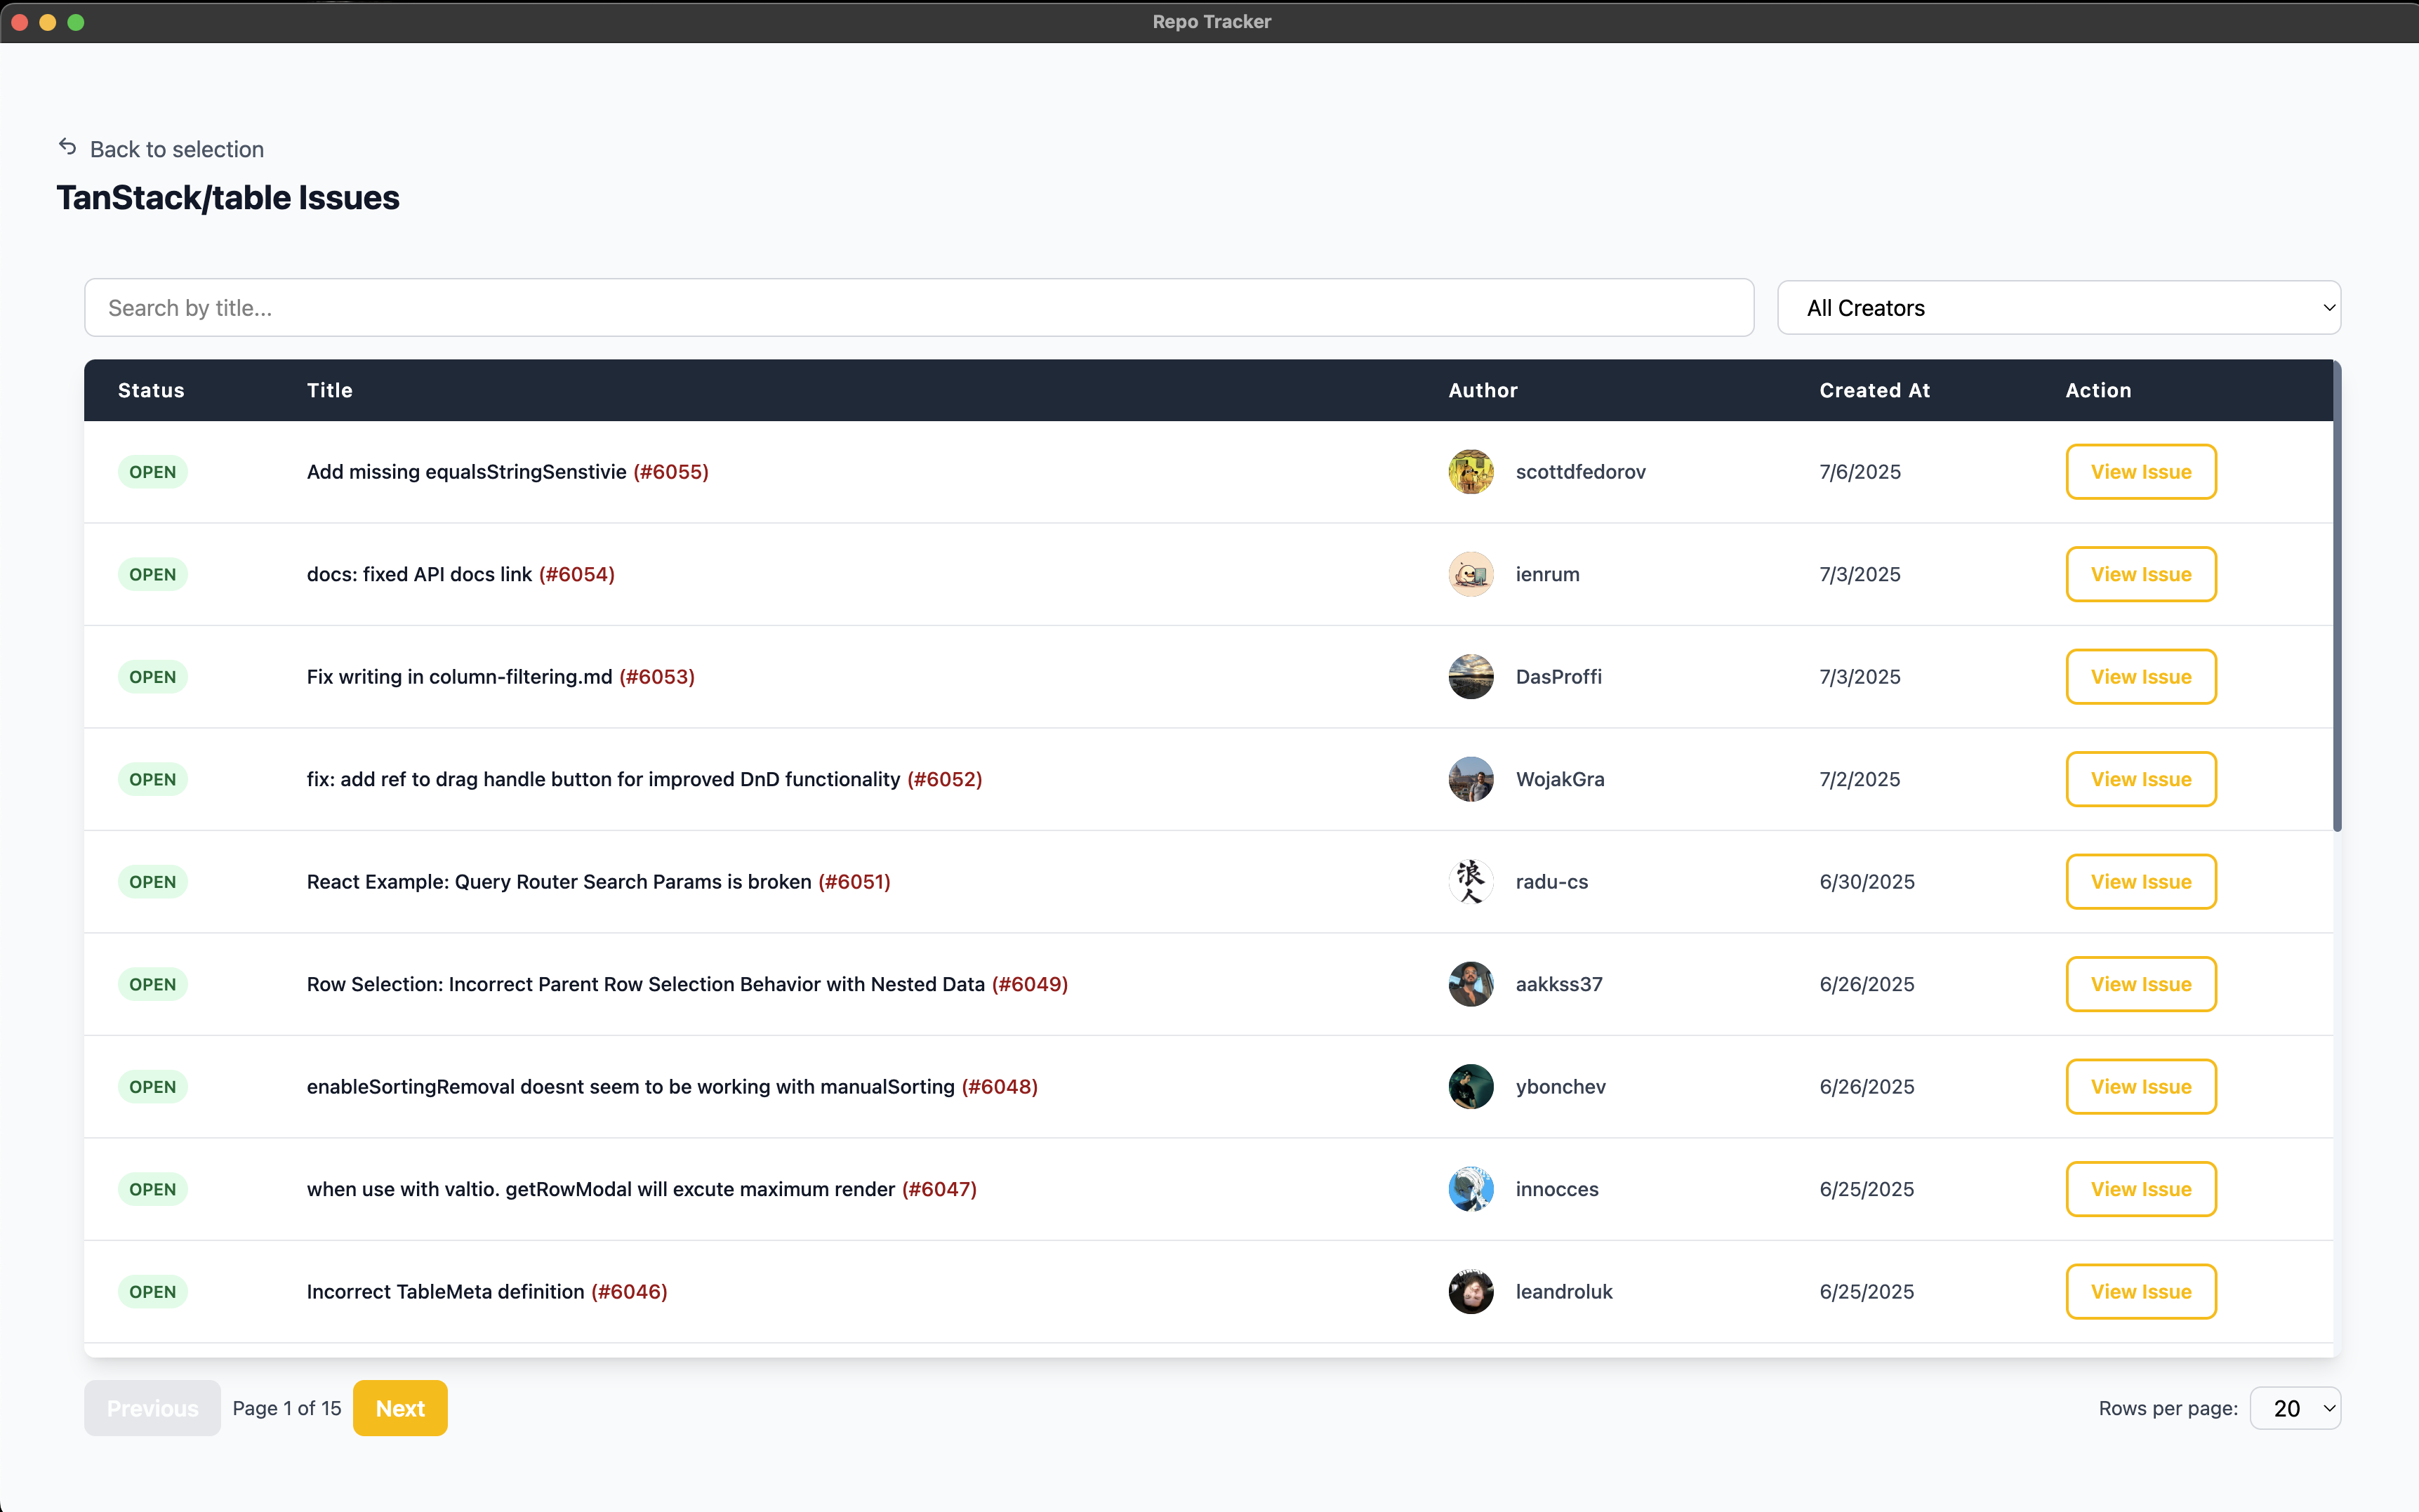 Repo Tracker
Back to selection
TanStack/table Issues
Search by title...
All Creators
Status Title Author Created At Action
OPEN Add missing equalsStringSenstivie (#6055) scottdfedorov 7/6/2025 View Issue
OPEN docs: fixed API docs link (#6054) ienrum 7/3/2025 View Issue
OPEN Fix writing in column-filtering.md (#6053) DasProffi 7/3/2025 View Issue
OPEN fix: add ref to drag handle button for improved DnD functionality (#6052) WojakGra 7/2/2025 View Issue
浪
人
OPEN React Example: Query Router Search Params is broken (#6051) radu-cs 6/30/2025 View Issue
OPEN Row Selection: Incorrect Parent Row Selection Behavior with Nested Data (#6049) aakkss37 6/26/2025 View Issue
OPEN enableSortingRemoval doesnt seem to be working with manualSorting (#6048) ybonchev 6/26/2025 View Issue
OPEN when use with valtio. getRowModal will excute maximum render (#6047) innocces 6/25/2025 View Issue
OPEN Incorrect TableMeta definition (#6046) leandroluk 6/25/2025 View Issue
Previous Page 1 of 15 Next Rows per page: 20